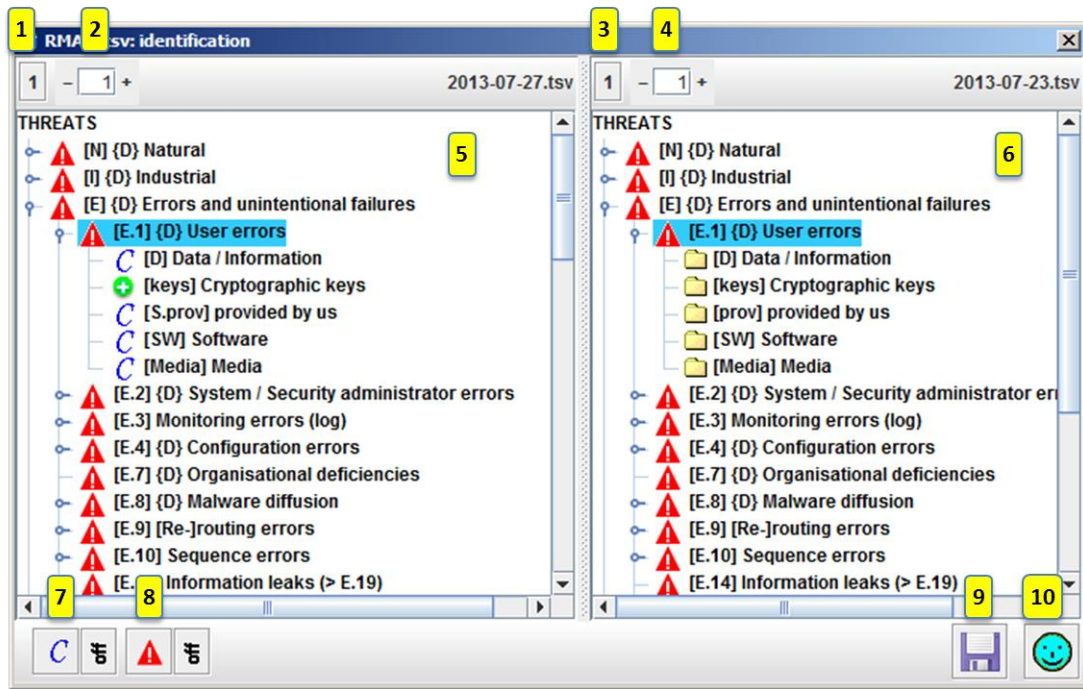 1 2 3 4
RMA sv: identification
1 – 1 + 2013-07-27.tsv
THREATS
[N] {D} Natural
[I] {D} Industrial
[E] {D} Errors and unintentional failures
[E.1] {D} User errors
C [D] Data / Information
[keys] Cryptographic keys
C [S.prov] provided by us
C [SW] Software
C [Media] Media
[E.2] {D} System / Security administrator errors
[E.3] Monitoring errors (log)
[E.4] {D} Configuration errors
[E.7] {D} Organisational deficiencies
[E.8] {D} Malware diffusion
[E.9] [Re-]routing errors
[E.10] Sequence errors
[E. Information leaks (> E.19)
5
1 – 1 + 2013-07-23.tsv
THREATS
[N] {D} Natural
[I] {D} Industrial
[E] {D} Errors and unintentional failures
[E.1] {D} User errors
[D] Data / Information
[keys] Cryptographic keys
[prov] provided by us
[SW] Software
[Media] Media
[E.2] {D} System / Security administrator err
[E.3] Monitoring errors (log)
[E.4] {D} Configuration errors
[E.7] {D} Organisational deficiencies
[E.8] {D} Malware diffusion
[E.9] [Re-]routing errors
[E.10] Sequence errors
[E.14] Information leaks (> E.19)
6
7 8 9 10
C